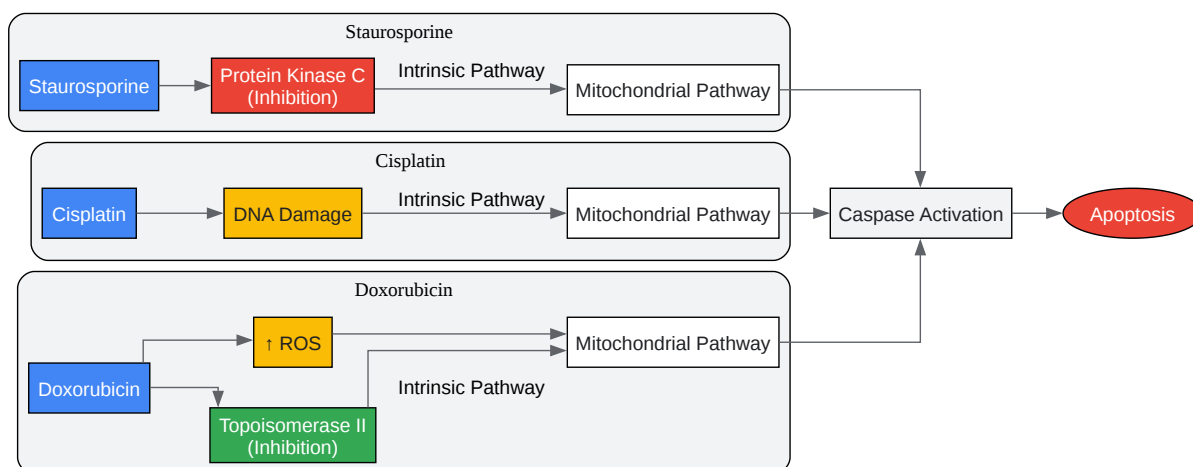 Staurosporine
Staurosporine
Protein Kinase C
(Inhibition)
Intrinsic Pathway
Mitochondrial Pathway
Cisplatin
Cisplatin
DNA Damage
Intrinsic Pathway
Mitochondrial Pathway
Caspase Activation
Apoptosis
Doxorubicin
Doxorubicin
↑ ROS
Topoisomerase II
(Inhibition)
Intrinsic Pathway
Mitochondrial Pathway